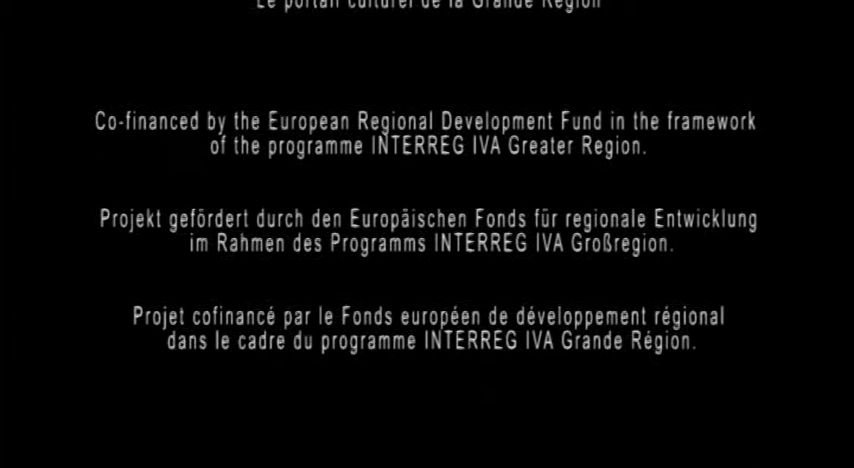 Le portail culturel de la Grande Région
Co-financed by the European Regional Development Fund in the framework
of the programme INTERREG IVA Greater Region.
Projekt gefördert durch den Europäischen Fonds für regionale Entwicklung
im Rahmen des Programms INTERREG IVA Großregion.
Projet cofinancé par le Fonds européen de développement régional
dans le cadre du programme INTERREG IVA Grande Région.